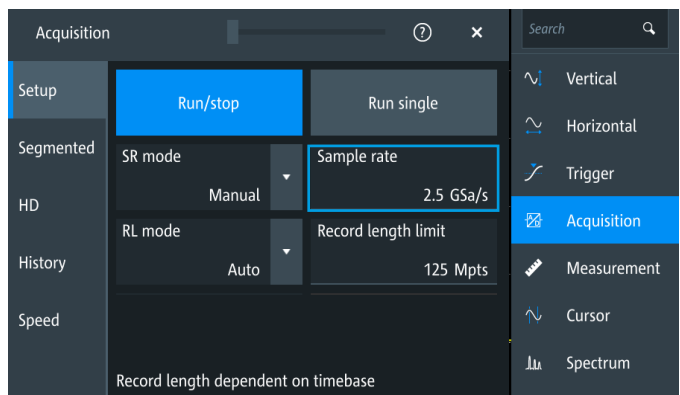 Acquisition
?
Setup
Segmented
HD
History
Speed
Run/stop
Run single
SR mode
Manual
Sample rate
2.5 GSa/s
RL mode
Auto
Record length limit
125 Mpts
Record length dependent on timebase
Search
Vertical
Horizontal
Trigger
Acquisition
Measurement
Cursor
Spectrum